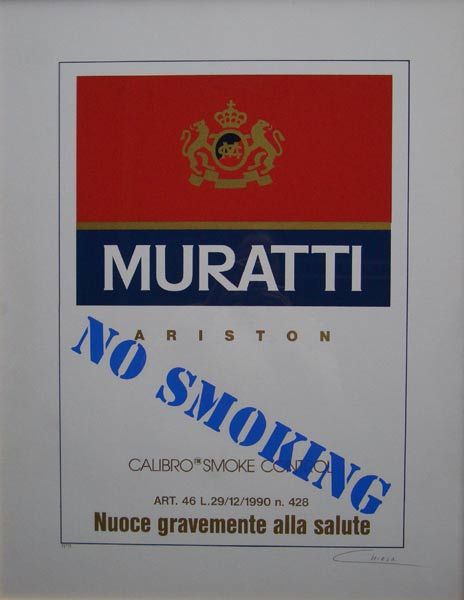 MURATTI
ARISTON
NO SMOKING
CALIBRO™ SMOKE CONTROL
ART. 46 L.29/12/1990 n. 428
Nuoce gravemente alla salute